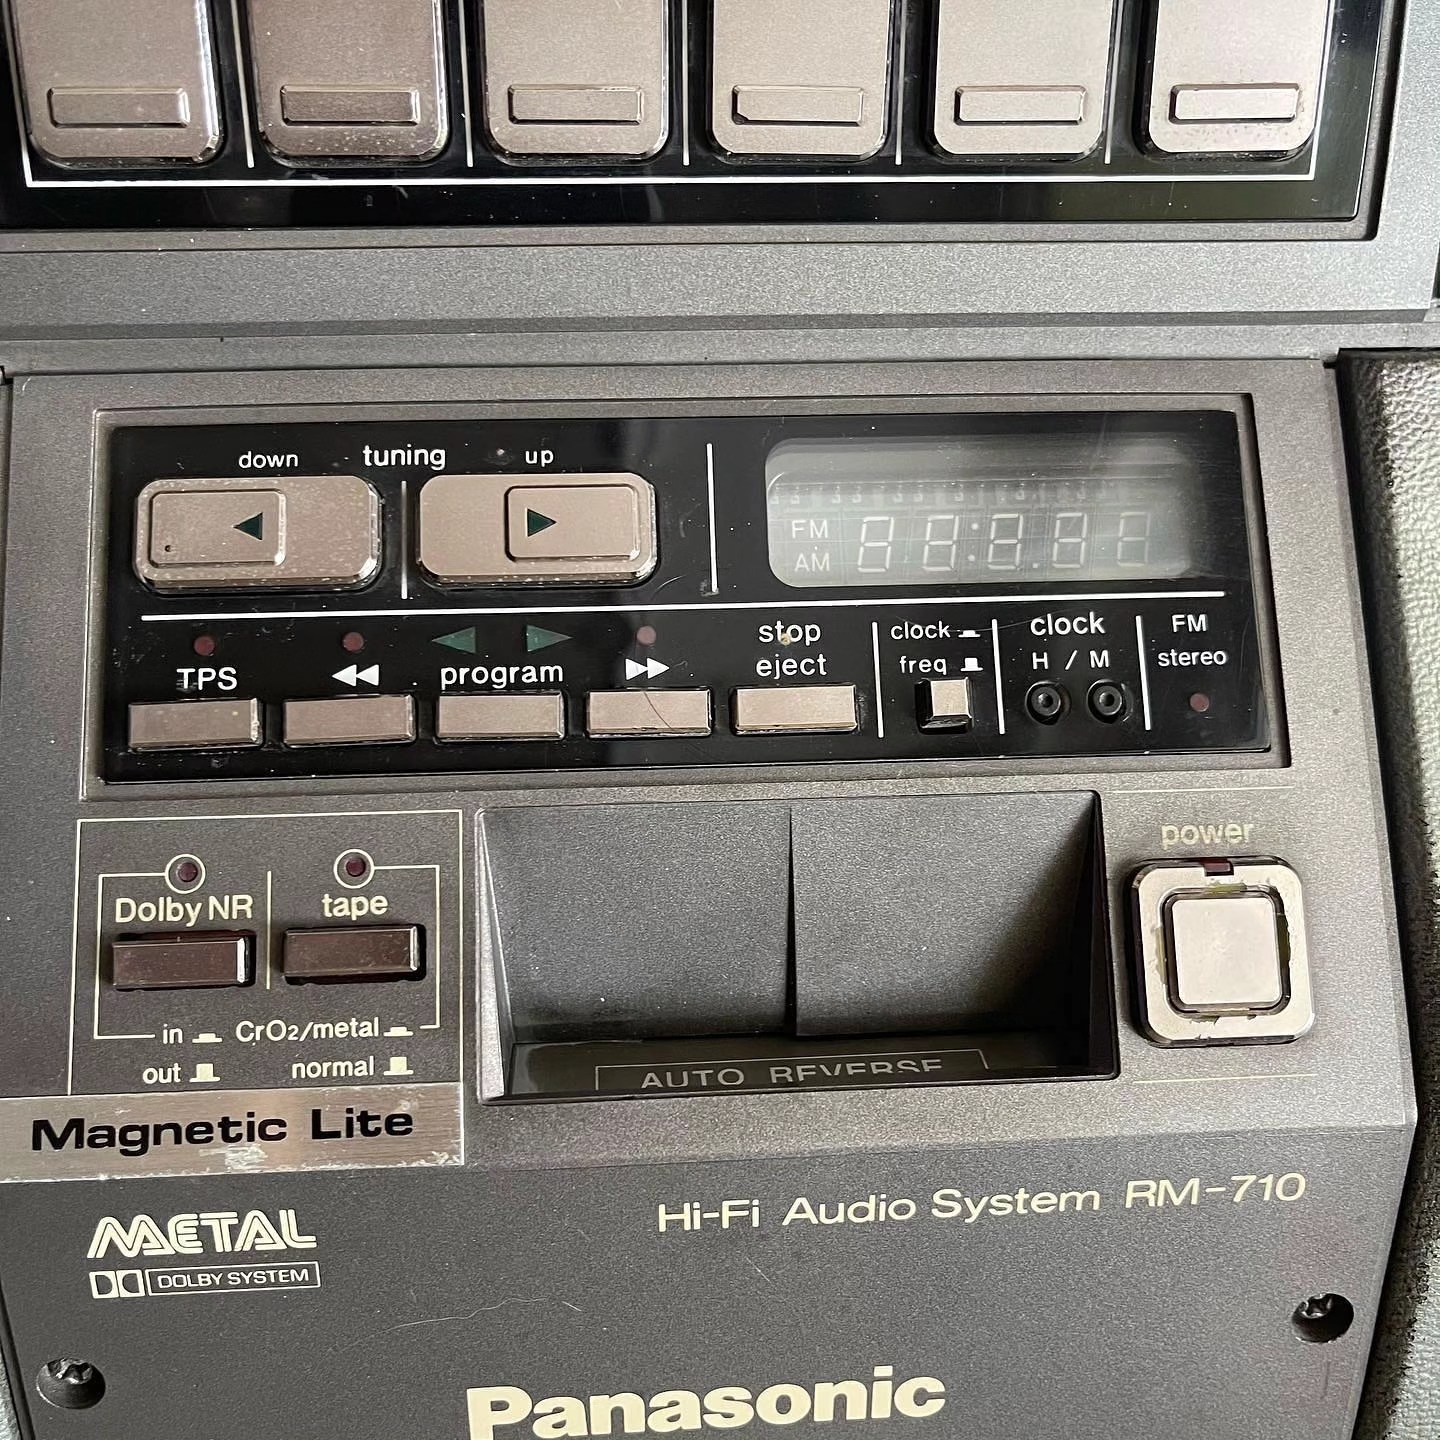 down tuning up
FM
AM
TPS ◀◀ program ▶▶ stop
eject
clock
freq
clock
H / M
FM
stereo
power
Dolby NR tape
in CrO2/metal
out normal
AUTO REVERSE
Magnetic Lite
Hi-Fi Audio System RM-710
METAL
DOLBY SYSTEM
Panasonic